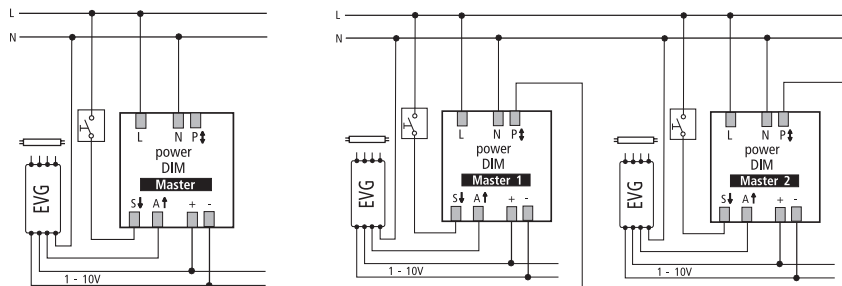 L
N
L N P
power
DIM
Master
EVG
S A + -
1 - 10V
L
N
L N P
power
DIM
Master 1
EVG
S A + -
1 - 10V
L N P
power
DIM
Master 2
EVG
S A + -
1 - 10V